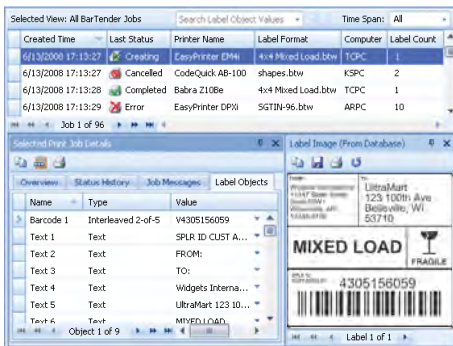 Selected View: All BarTender Jobs Search Label Object Values Time Span: All
Created Time Last Status Printer Name Label Format Computer Label Count
6/13/2008 17:13:27 Creating EasyPrinter EM4i 4x4 Mixed Load.btw TCPC 1
6/13/2008 17:13:27 Cancelled CodeQuick AB-100 shapes.btw KSPC 2
6/13/2008 17:13:28 Completed Babra Z10Be 4x4 Mixed Load.btw TCPC 1
6/13/2008 17:13:29 Error EasyPrinter DPXi SGTIN-96.btw ARPC 10
Job 1 of 96
Selected Print Job Details
Overview Status History Job Messages Label Objects
Name Type Value
Barcode 1 Interleaved 2-of-5 V4305156059
Text 1 Text SPLR ID CUST A...
Text 2 Text FROM:
Text 3 Text TO:
Text 4 Text Widgets Interna...
Text 5 Text UltraMart 123 10...
Text 6 Text MIXED LOAD
Object 1 of 9
Label Image (From Database)
UltraMart
123 100th Ave
Belleville, WI
53710
MIXED LOAD
FRAGILE
4305156059
Label 1 of 1